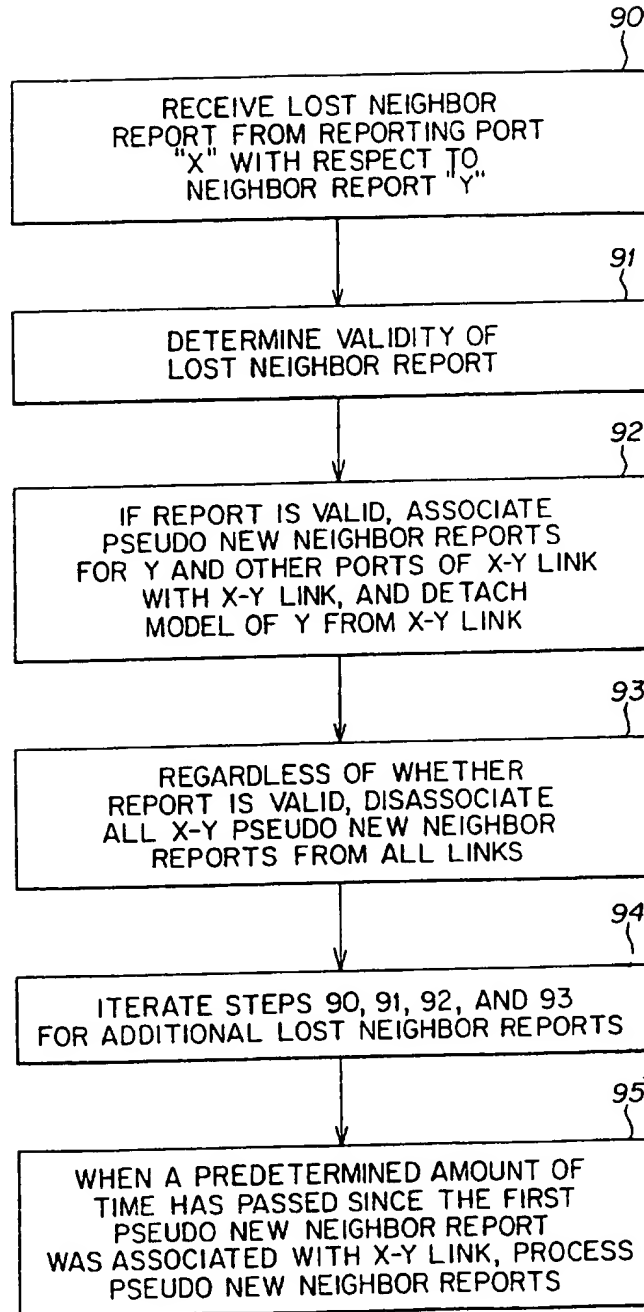 90
RECEIVE LOST NEIGHBOR
REPORT FROM REPORTING PORT
"X" WITH RESPECT TO
NEIGHBOR REPORT "Y"
91
DETERMINE VALIDITY OF
LOST NEIGHBOR REPORT
92
IF REPORT IS VALID, ASSOCIATE
PSEUDO NEW NEIGHBOR REPORTS
FOR Y AND OTHER PORTS OF X-Y LINK
WITH X-Y LINK, AND DETACH
MODEL OF Y FROM X-Y LINK
93
REGARDLESS OF WHETHER
REPORT IS VALID, DISASSOCIATE
ALL X-Y PSEUDO NEW NEIGHBOR
REPORTS FROM ALL LINKS
94
ITERATE STEPS 90, 91, 92, AND 93
FOR ADDITIONAL LOST NEIGHBOR REPORTS
95
WHEN A PREDETERMINED AMOUNT OF
TIME HAS PASSED SINCE THE FIRST
PSEUDO NEW NEIGHBOR REPORT
WAS ASSOCIATED WITH X-Y LINK, PROCESS
PSEUDO NEW NEIGHBOR REPORTS